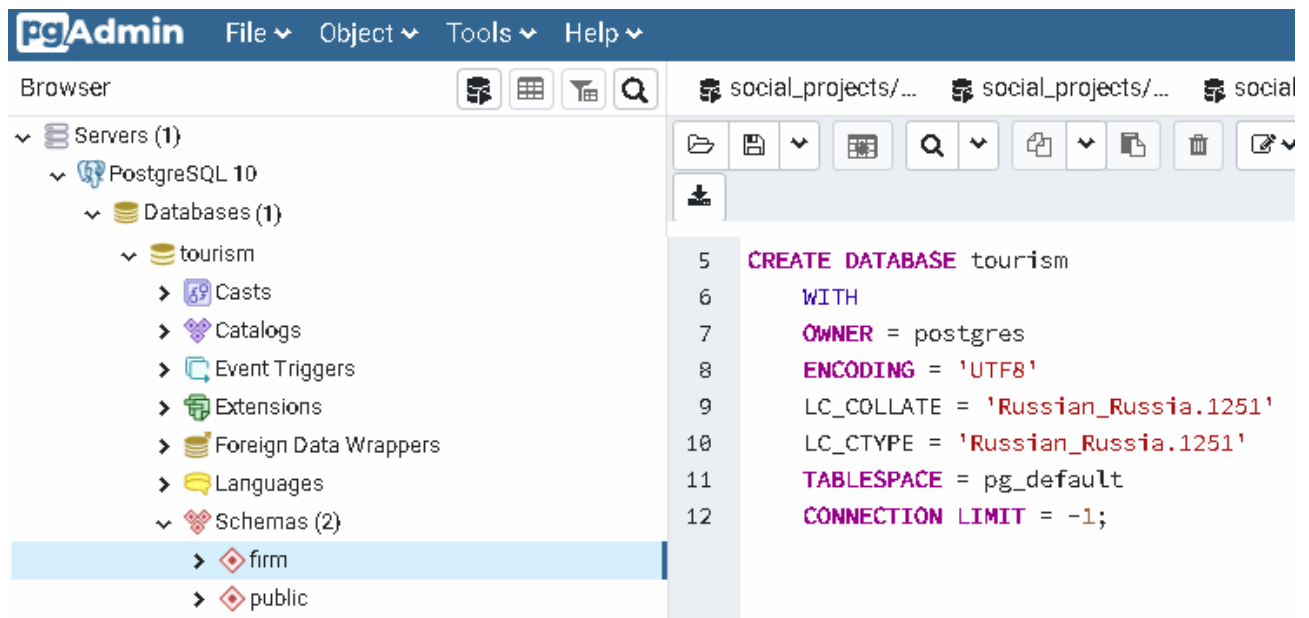 pgAdmin File Object Tools Help
Browser
social_projects/... social_projects/... social
Servers (1)
PostgreSQL 10
Databases (1)
tourism
Casts
Catalogs
Event Triggers
Extensions
Foreign Data Wrappers
Languages
Schemas (2)
firm
public
5 CREATE DATABASE tourism
6 WITH
7 OWNER = postgres
8 ENCODING = 'UTF8'
9 LC_COLLATE = 'Russian_Russia.1251'
10 LC_CTYPE = 'Russian_Russia.1251'
11 TABLESPACE = pg_default
12 CONNECTION LIMIT = -1;